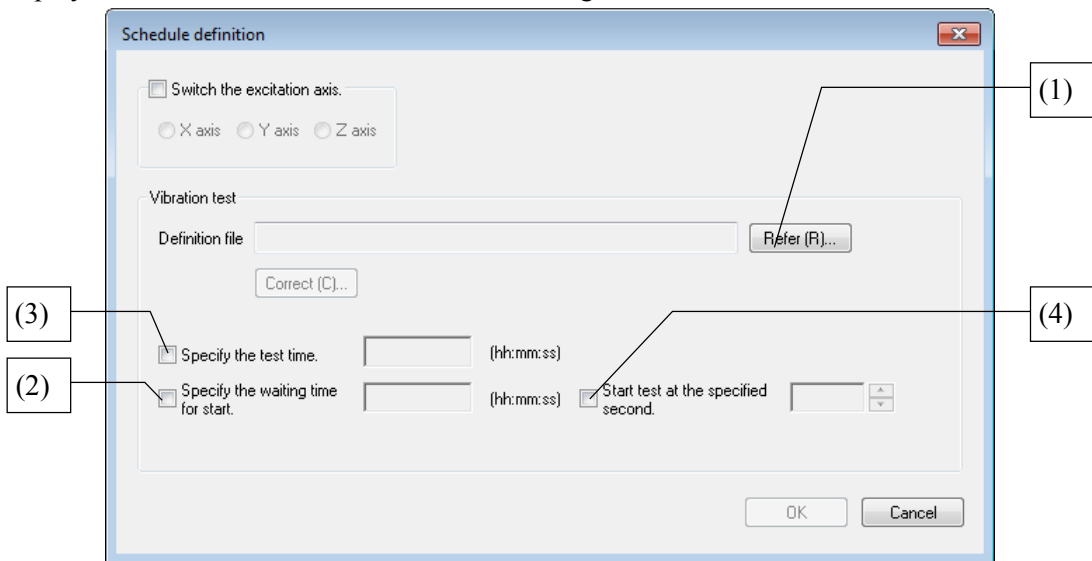 Schedule definition
Switch the excitation axis.
(1)
X axis Y axis Z axis
Vibration test
Definition file
Refer (R)...
Correct (C)...
(3)
(4)
Specify the test time.
(hh:mm:ss)
(2)
Specify the waiting time
for start.
(hh:mm:ss)
Start test at the specified
second.
OK
Cancel